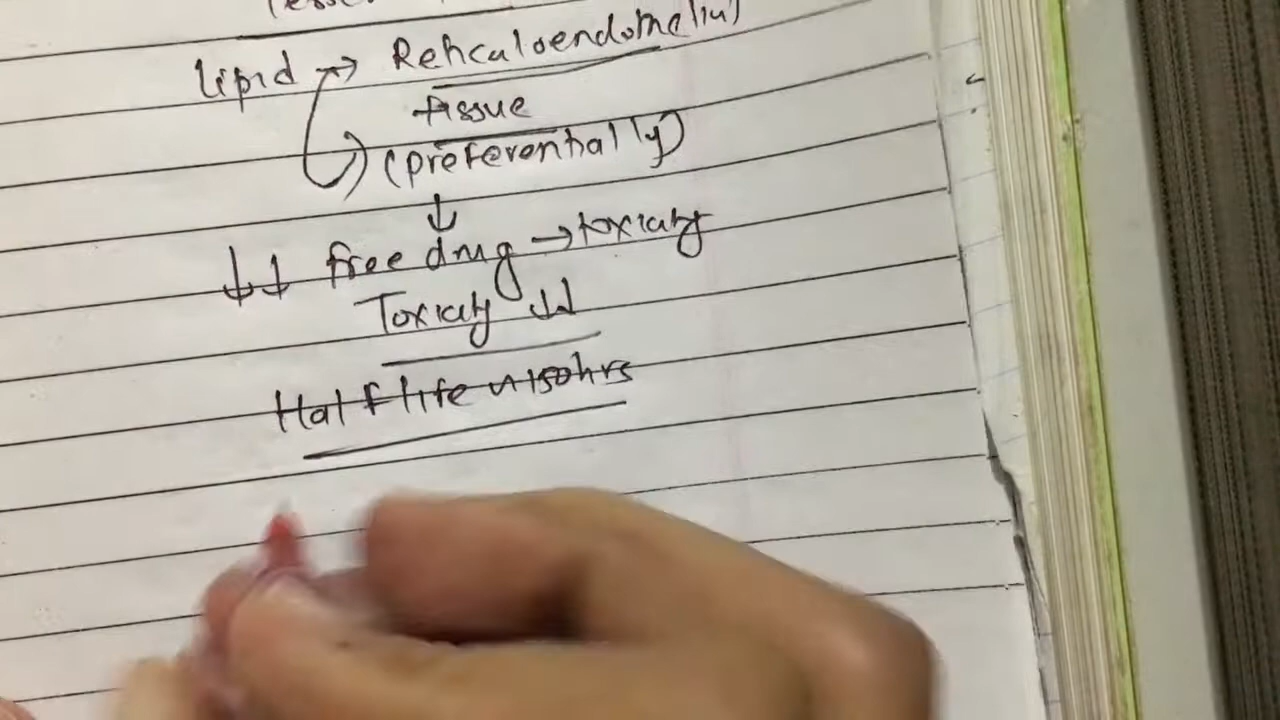 lipid → Reticuloendothelial
tissue
(preferentially)
↓
↓↓ free drug → toxicity
Toxicity ↓↓
Half life ~ 150hrs